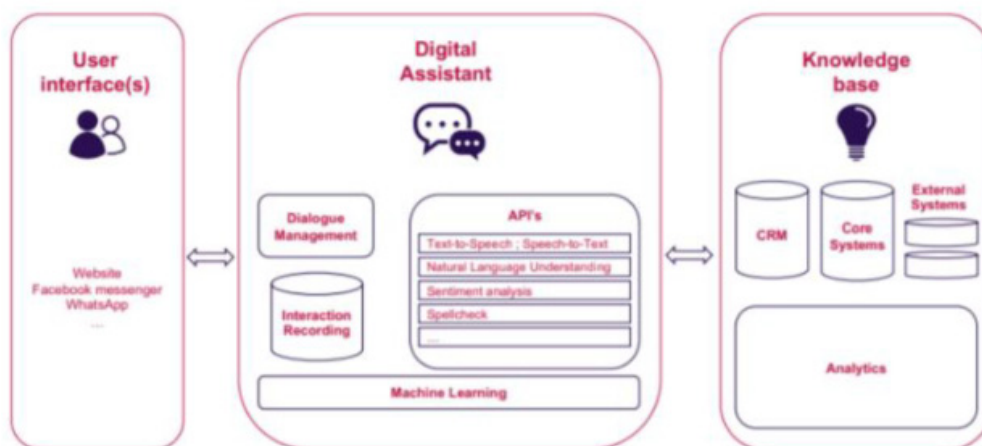 User
interface(s)
Website
Facebook messenger
WhatsApp
...
Digital
Assistant
Dialogue
Management
Interaction
Recording
API's
Text-to-Speech ; Speech-to-Text
Natural Language Understanding
Sentiment analysis
Spellcheck
...
Machine Learning
Knowledge
base
CRM
Core
Systems
External
Systems
Analytics